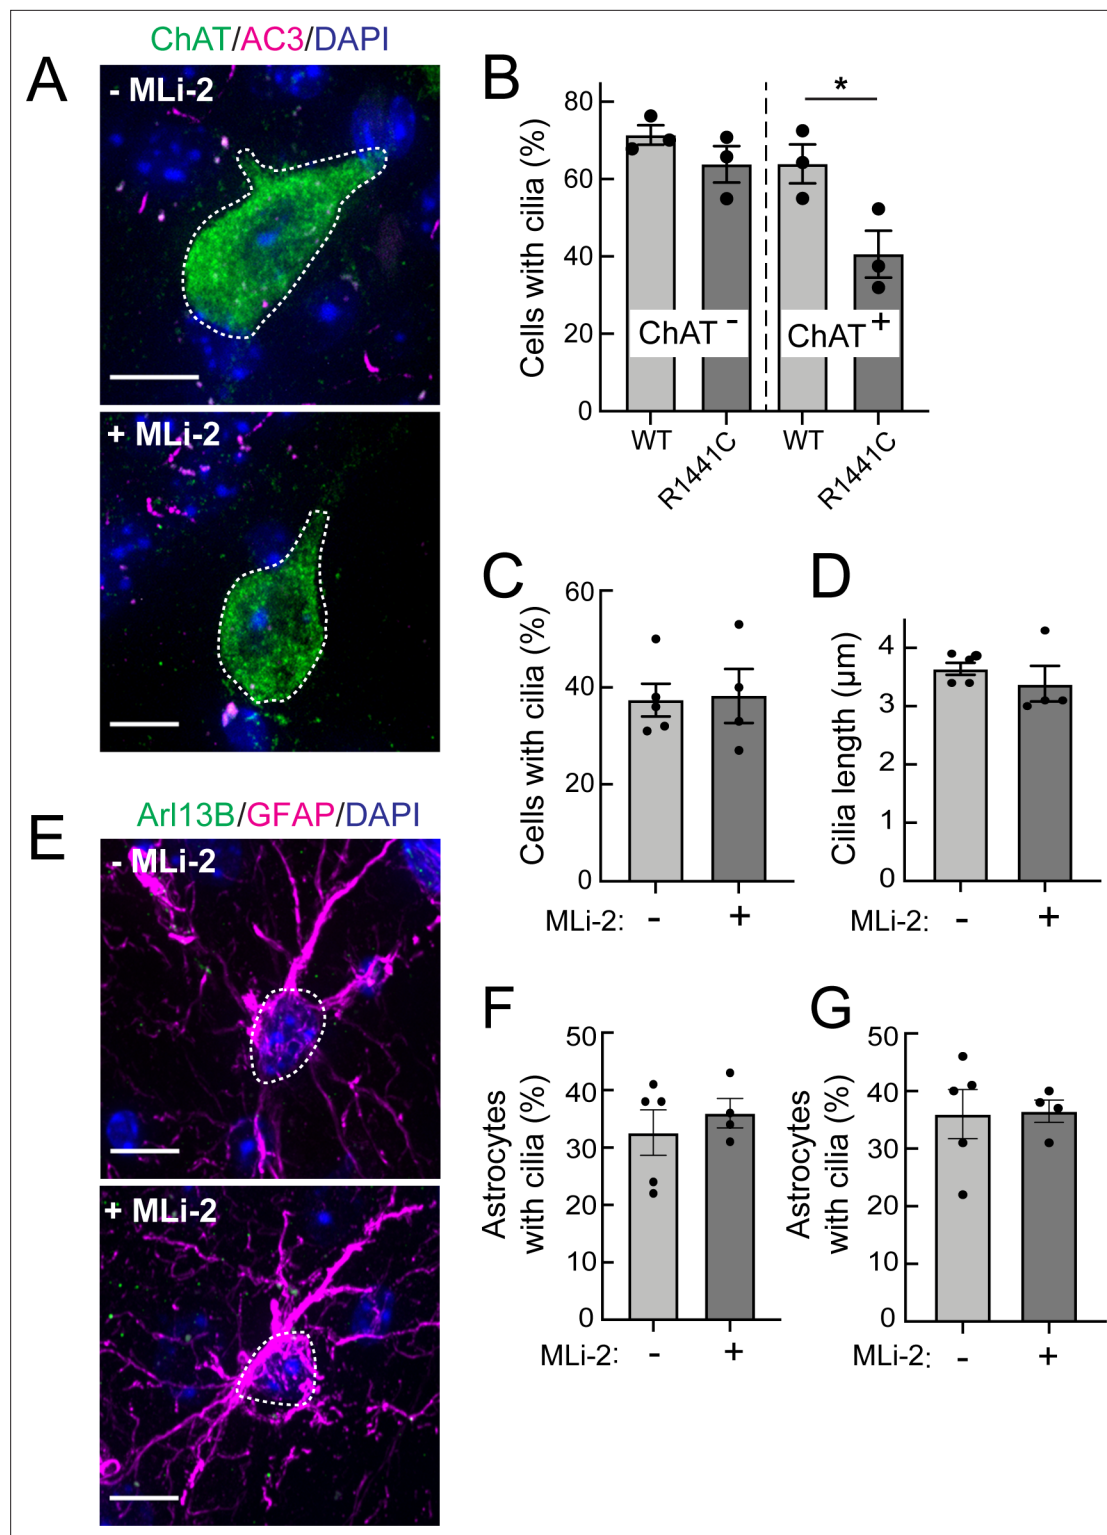 A
ChAT/AC3/DAPI
- MLi-2
+ MLi-2
B
Cells with cilia (%)
80
60
40
20
0
*
ChAT -
ChAT +
WT
R1441C
WT
R1441C
C
Cells with cilia (%)
60
40
20
0
MLi-2: - +
D
Cilia length (μm)
4
3
2
1
0
MLi-2: - +
E
Arl13B/GFAP/DAPI
- MLi-2
+ MLi-2
F
Astrocytes
with cilia (%)
50
40
30
20
10
0
MLi-2: - +
G
Astrocytes
with cilia (%)
50
40
30
20
10
0
MLi-2: - +